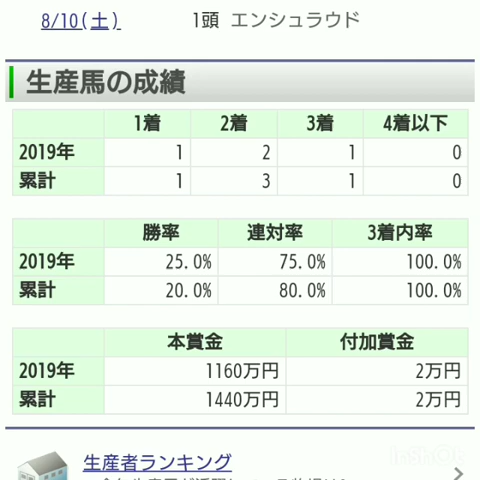 8/10(土) 1頭 エンシュラウド
生産馬の成績
1着 2着 3着 4着以下
2019年 1 2 1 0
累計 1 3 1 0
勝率 連対率 3着内率
2019年 25.0% 75.0% 100.0%
累計 20.0% 80.0% 100.0%
本賞金 付加賞金
2019年 1160万円 2万円
累計 1440万円 2万円
生産者ランキング